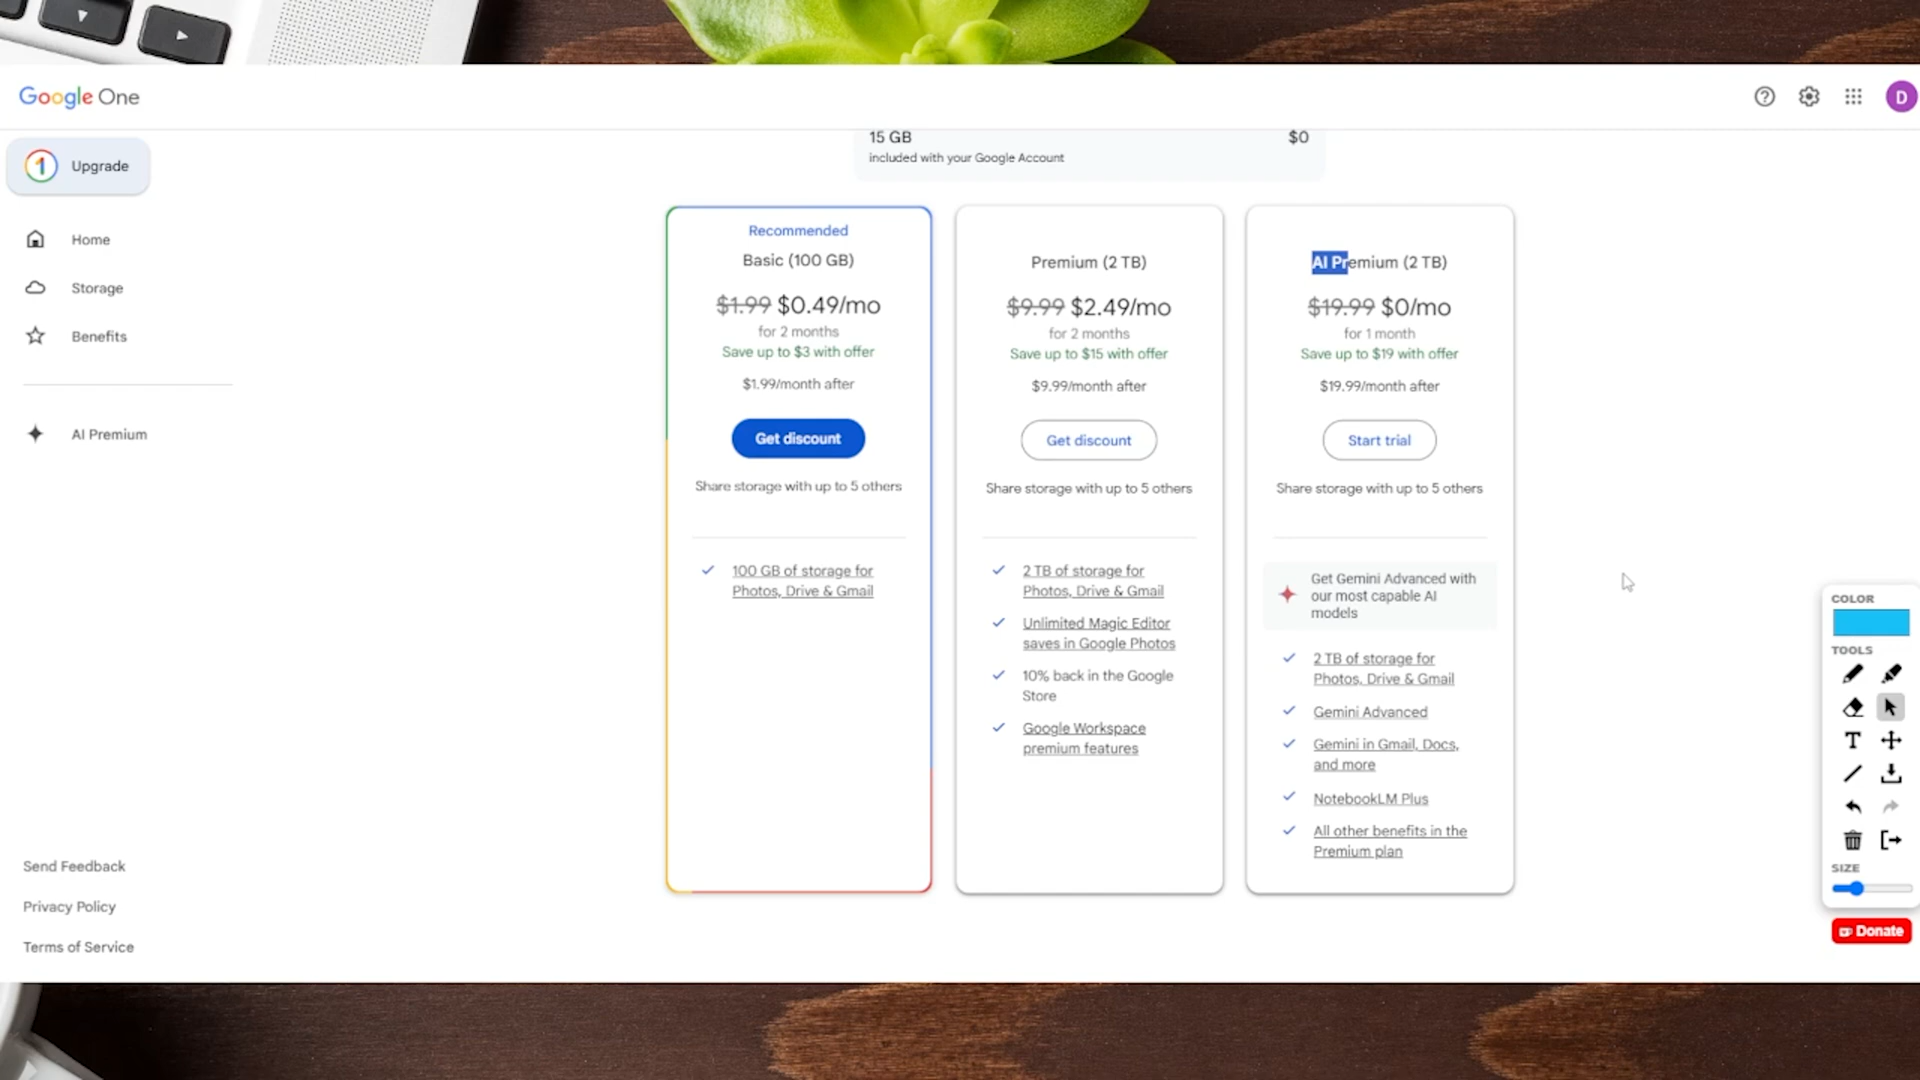 Google One
D
Upgrade
Home
Storage
Benefits
AI Premium
Send Feedback
Privacy Policy
Terms of Service
15 GB
$0
included with your Google Account
Recommended
Basic (100 GB)
$1.99 $0.49/mo
for 2 months
Save up to $3 with offer
$1.99/month after
Get discount
Share storage with up to 5 others
100 GB of storage for
Photos, Drive & Gmail
Premium (2 TB)
$9.99 $2.49/mo
for 2 months
Save up to $15 with offer
$9.99/month after
Get discount
Share storage with up to 5 others
2 TB of storage for
Photos, Drive & Gmail
Unlimited Magic Editor
saves in Google Photos
10% back in the Google
Store
Google Workspace
premium features
AI Premium (2 TB)
$19.99 $0/mo
for 1 month
Save up to $19 with offer
$19.99/month after
Start trial
Share storage with up to 5 others
Get Gemini Advanced with
our most capable AI
models
2 TB of storage for
Photos, Drive & Gmail
Gemini Advanced
Gemini in Gmail, Docs,
and more
NotebookLM Plus
All other benefits in the
Premium plan
COLOR
TOOLS
SIZE
Donate